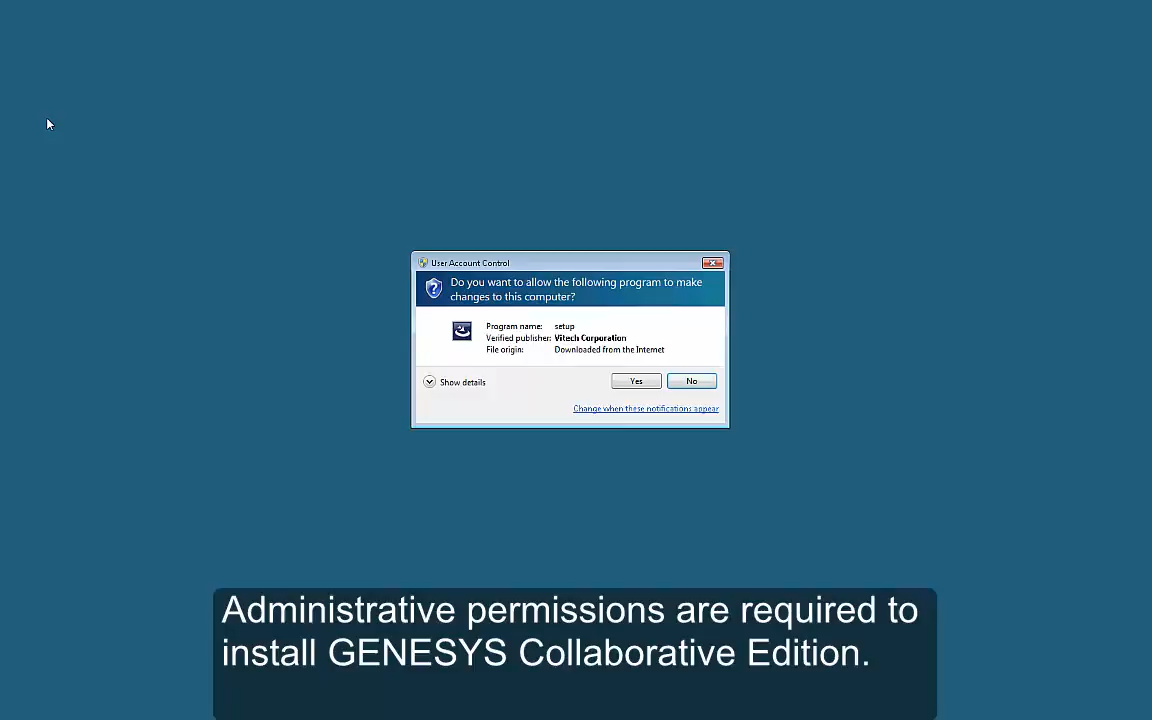 User Account Control
Do you want to allow the following program to make
changes to this computer?
Program name: setup
Verified publisher: Vitech Corporation
File origin: Downloaded from the Internet
Show details
Yes
No
Change when these notifications appear
Administrative permissions are required to
install GENESYS Collaborative Edition.